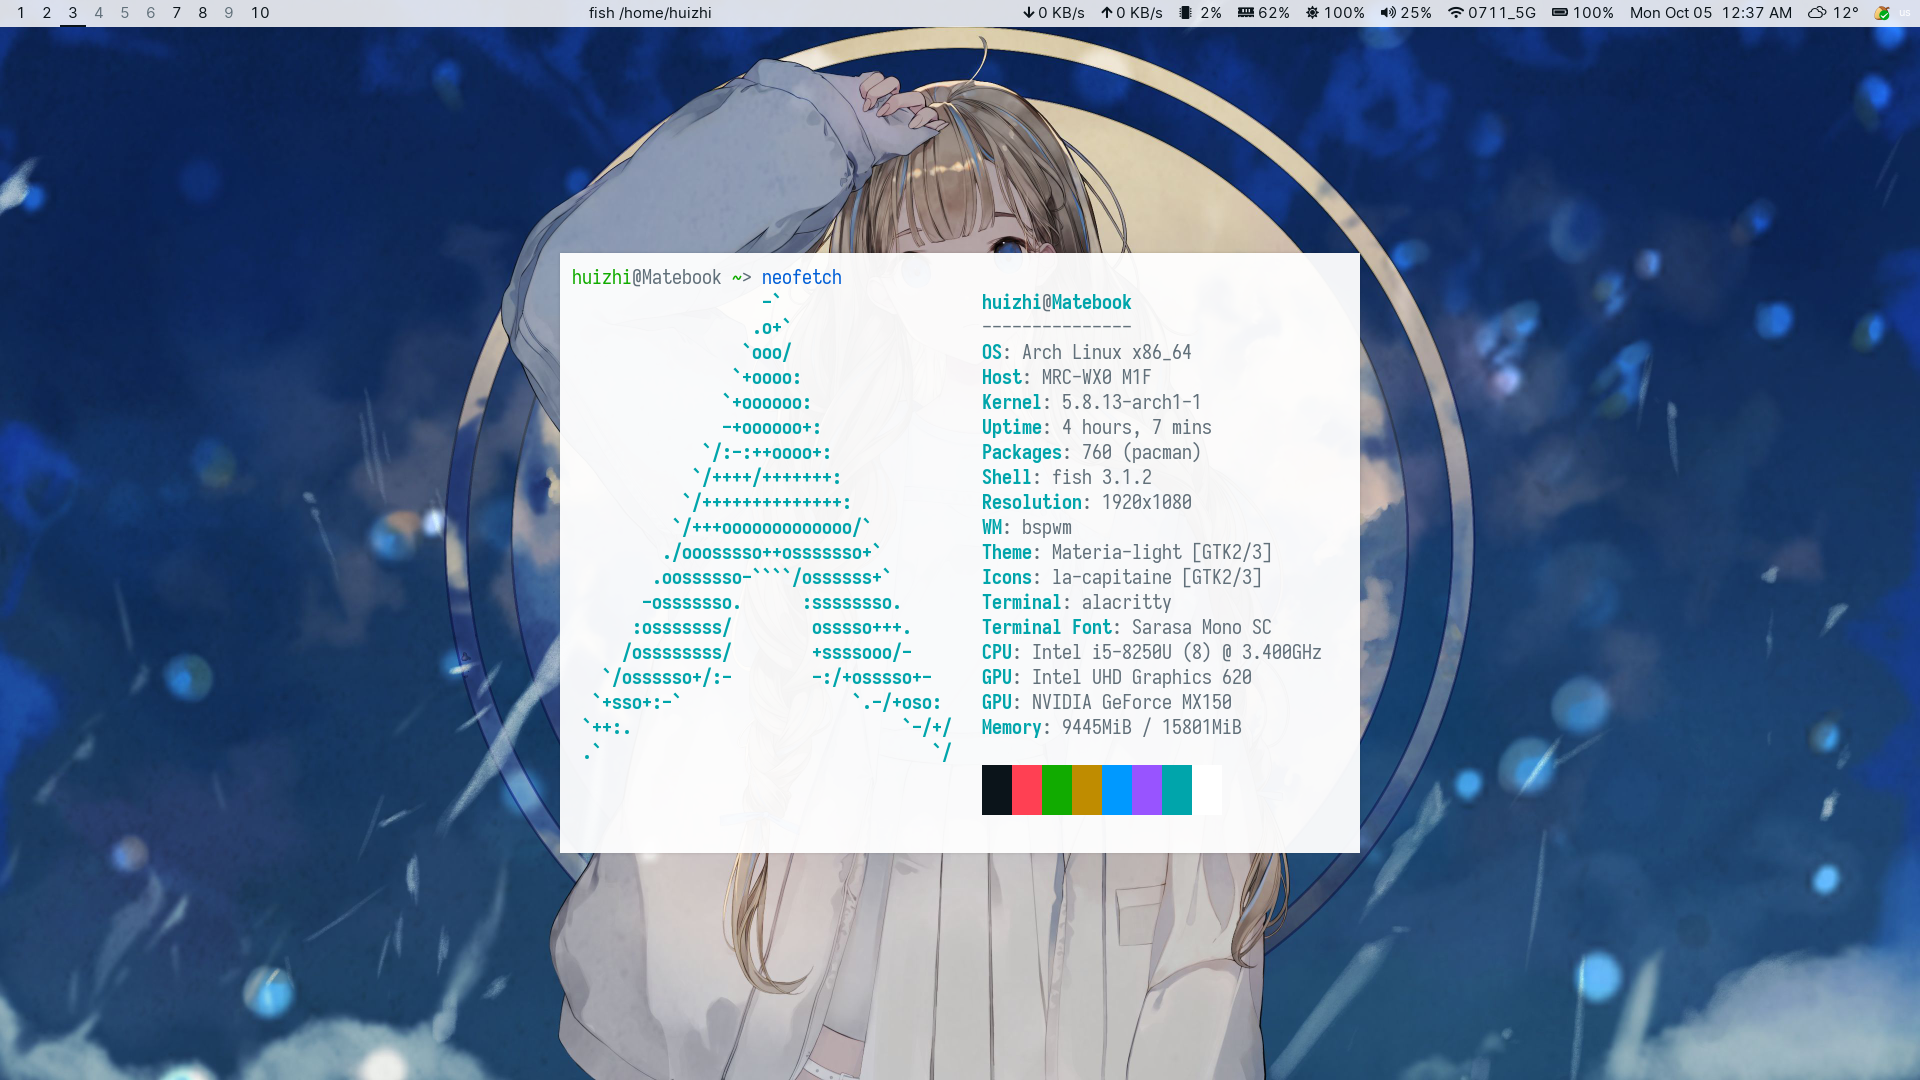 1 2 3 4 5 6 7 8 9 10 fish /home/huizhi 0 KB/s 0 KB/s 2% 62% 100% 25% 0711_5G 100% Mon Oct 05 12:37 AM 12° us
huizhi@Matebook ~> neofetch
-` huizhi@Matebook
.o+` ---------------
`ooo/ OS: Arch Linux x86_64
`+oooo: Host: MRC-WX0 M1F
`+oooooo: Kernel: 5.8.13-arch1-1
-+oooooo+: Uptime: 4 hours, 7 mins
`/:-:++oooo+: Packages: 760 (pacman)
`/++++/+++++++: Shell: fish 3.1.2
`/++++++++++++++: Resolution: 1920x1080
`/+++ooooooooooooo/` WM: bspwm
./ooosssso++osssssso+` Theme: Materia-light [GTK2/3]
.oossssso-````/ossssss+` Icons: la-capitaine [GTK2/3]
-osssssso. :ssssssso. Terminal: alacritty
:osssssss/ osssso+++. Terminal Font: Sarasa Mono SC
/ossssssss/ +ssssooo/- CPU: Intel i5-8250U (8) @ 3.400GHz
`/ossssso+/:- -:/+osssso+- GPU: Intel UHD Graphics 620
`+sso+:-` `.-/+oso: GPU: NVIDIA GeForce MX150
`++:. `-/+/ Memory: 9445MiB / 15801MiB
.` `/